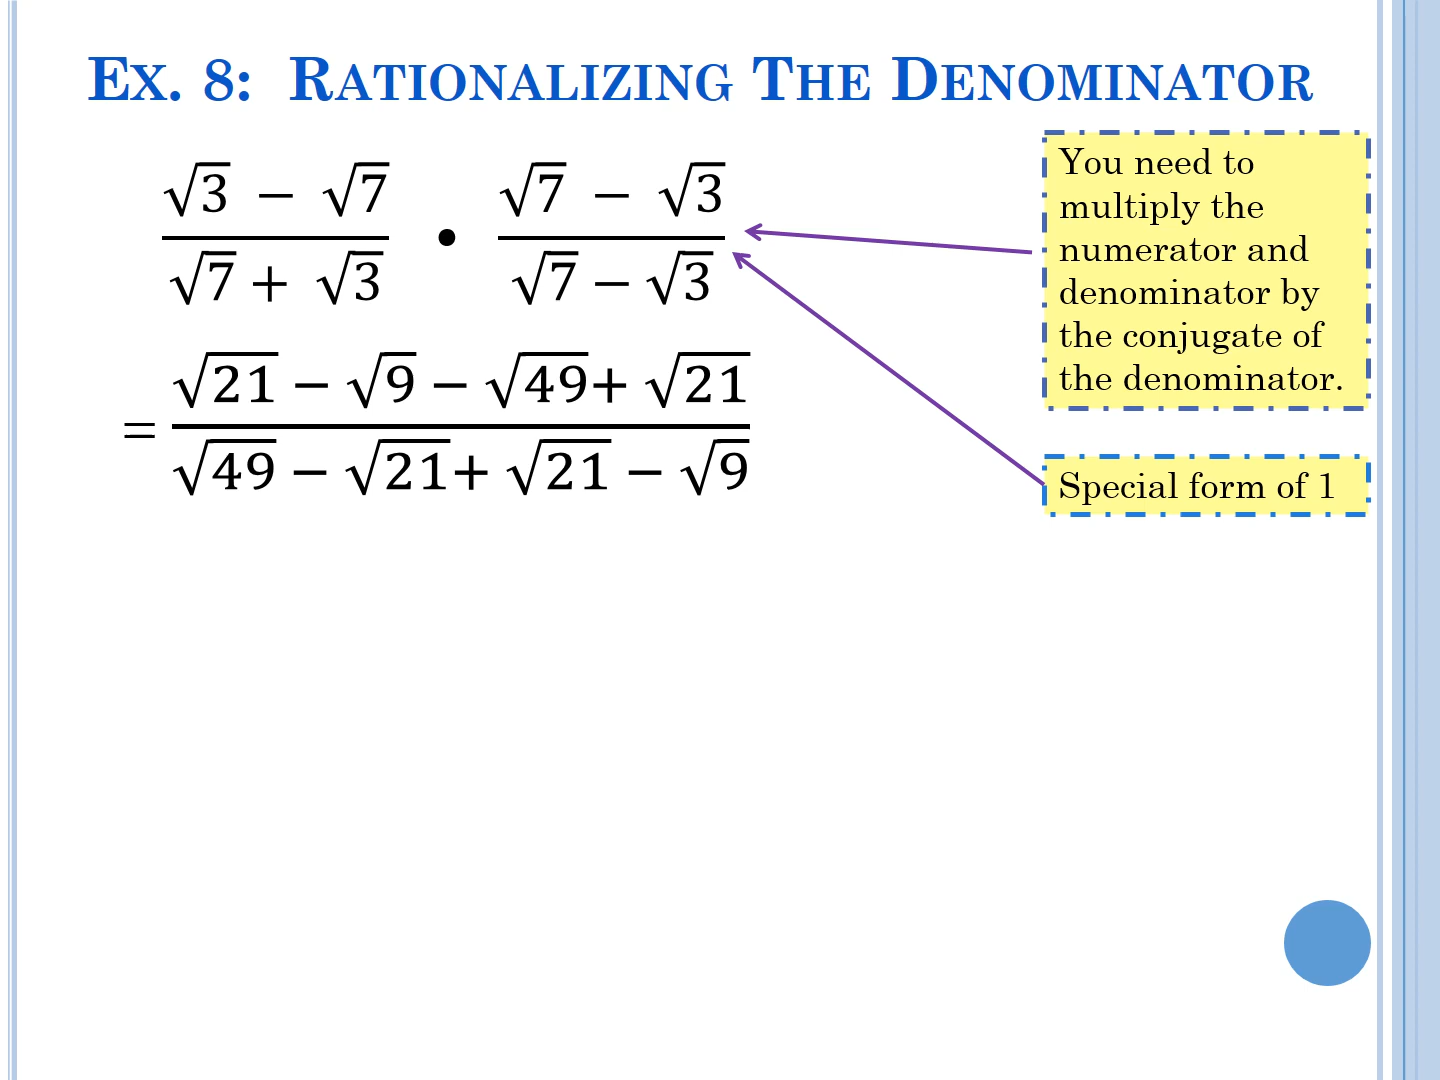 EX. 8: RATIONALIZING THE DENOMINATOR
√3 − √7 √7 − √3
•
√7 + √3 √7 − √3
√21 − √9 − √49 + √21
=
√49 − √21 + √21 − √9
You need to
multiply the
numerator and
denominator by
the conjugate of
the denominator.
Special form of 1